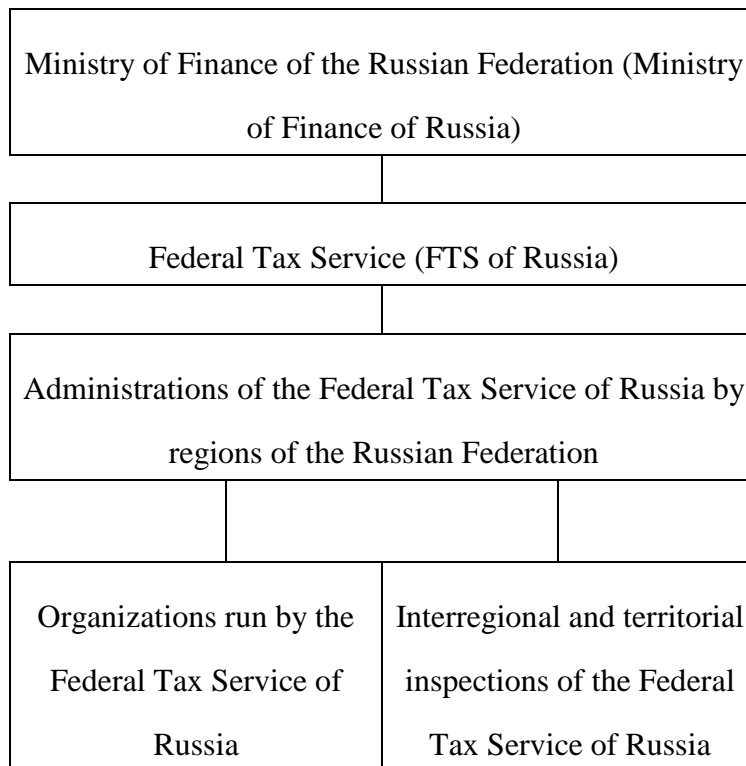 Ministry of Finance of the Russian Federation (Ministry
of Finance of Russia)
Federal Tax Service (FTS of Russia)
Administrations of the Federal Tax Service of Russia by
regions of the Russian Federation
Organizations run by the
Federal Tax Service of
Russia
Interregional and territorial
inspections of the Federal
Tax Service of Russia